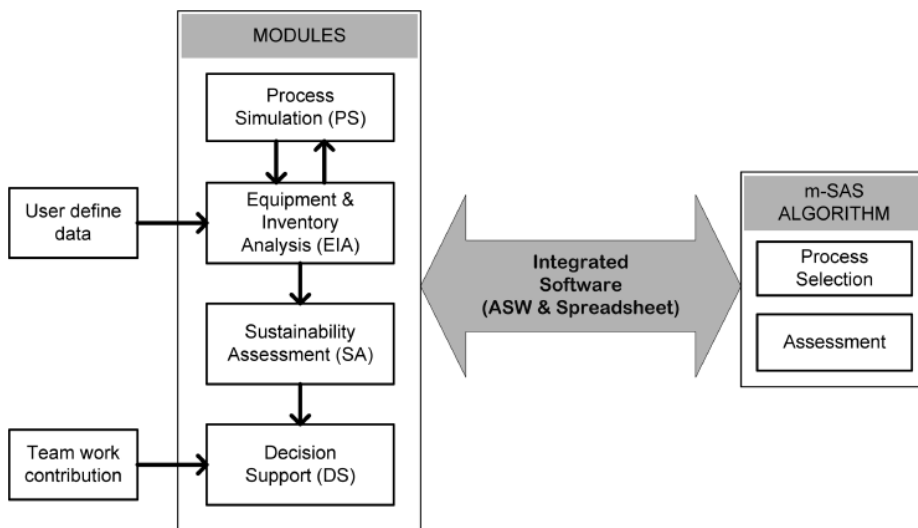 MODULES
Process
Simulation (PS)
User define
data
Equipment &
Inventory
Analysis (EIA)
Sustainability
Assessment (SA)
Team work
contribution
Decision
Support (DS)
Integrated
Software
(ASW & Spreadsheet)
m-SAS
ALGORITHM
Process
Selection
Assessment